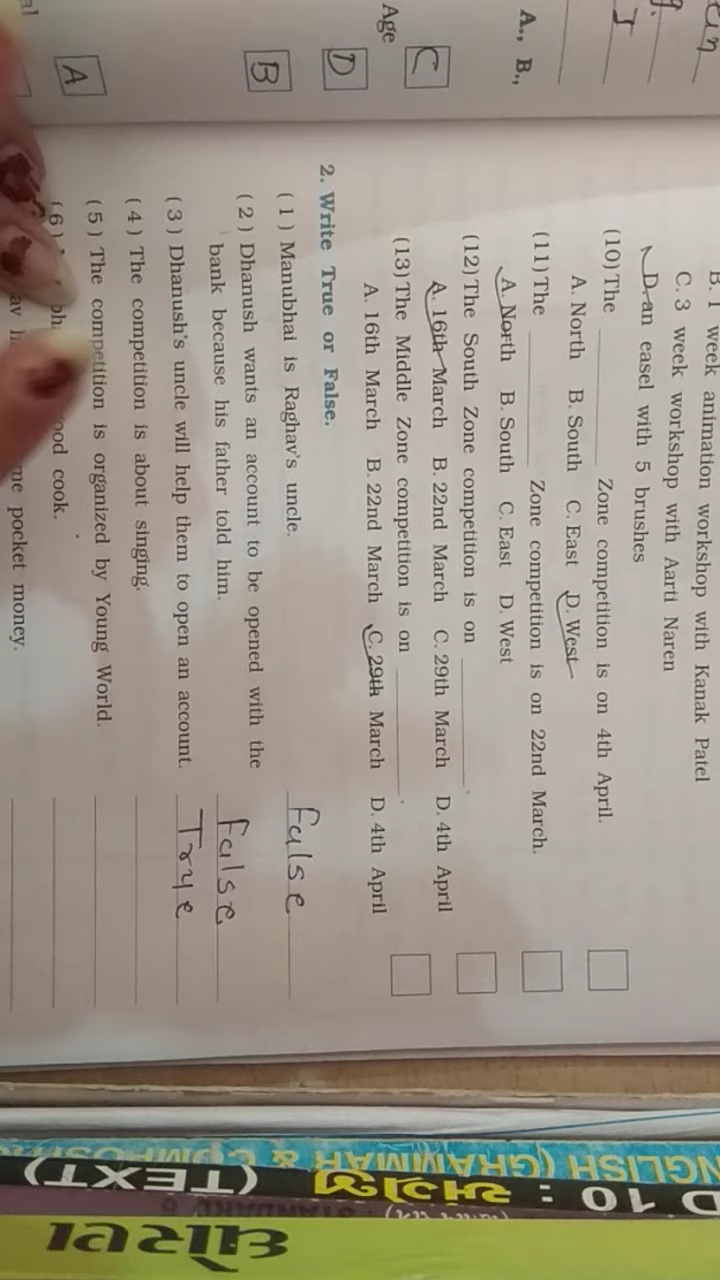 B. 1 week animation workshop with Kanak Patel
C. 3 week workshop with Aarti Naren
D. an easel with 5 brushes
(10) The ________ Zone competition is on 4th April.
A. North B. South C. East D. West
(11) The ________ Zone competition is on 22nd March.
A. North B. South C. East D. West
(12) The South Zone competition is on ________.
A. 16th March B. 22nd March C. 29th March D. 4th April
(13) The Middle Zone competition is on ________.
A. 16th March B. 22nd March C. 29th March D. 4th April
2. Write True or False.
(1) Manubhai is Raghav's uncle. False
(2) Dhanush wants an account to be opened with the
bank because his father told him. False
(3) Dhanush's uncle will help them to open an account. True
(4) The competition is about singing.
(5) The competition is organized by Young World.
(6) ood cook.
me pocket money.
A., B.,
Age
C
D
B
A
NGLISH (GRAMMAR &
D 10 : અંગ્રેજી (TEXT)
STANDARD
ધોરણ